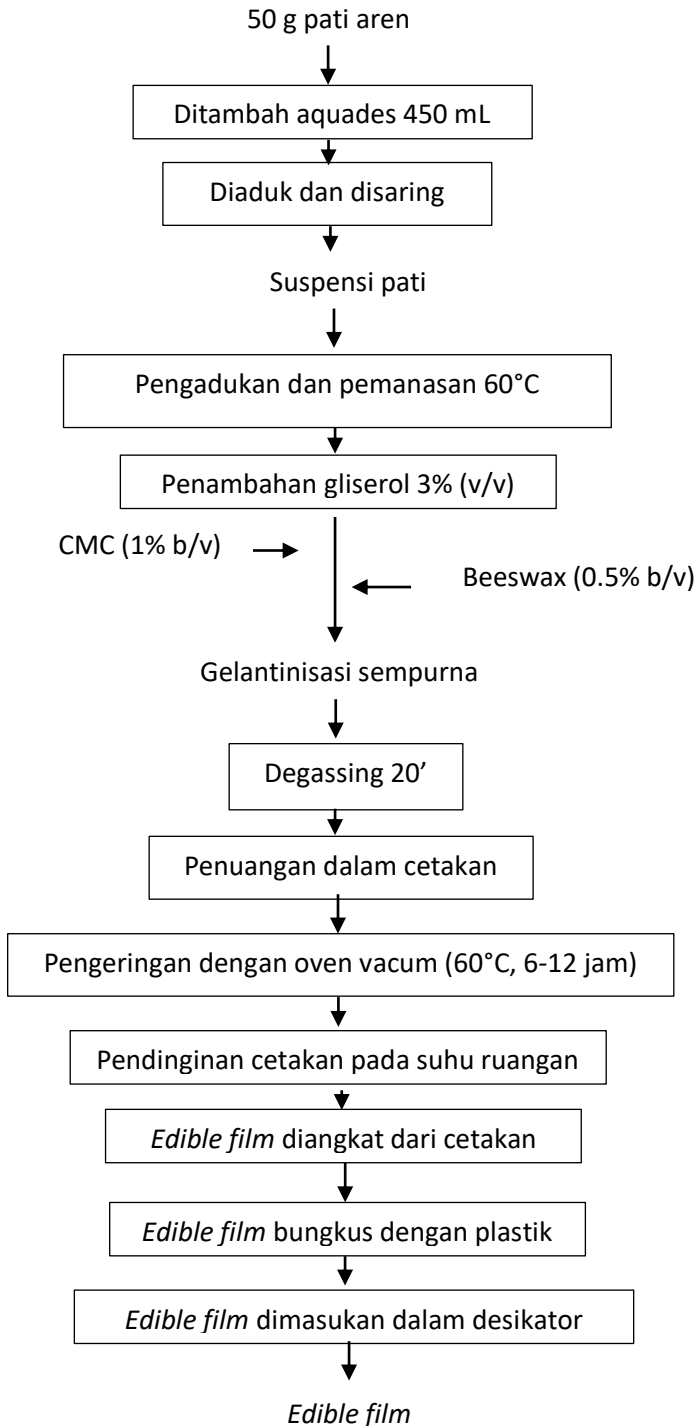 50 g pati aren
Ditambah aquades 450 mL
Diaduk dan disaring
Suspensi pati
Pengadukan dan pemanasan 60°C
Penambahan gliserol 3% (v/v)
CMC (1% b/v)
Beeswax (0.5% b/v)
Gelantinisasi sempurna
Degassing 20’
Penuangan dalam cetakan
Pengeringan dengan oven vacum (60°C, 6-12 jam)
Pendinginan cetakan pada suhu ruangan
Edible film diangkat dari cetakan
Edible film bungkus dengan plastik
Edible film dimasukan dalam desikator
Edible film